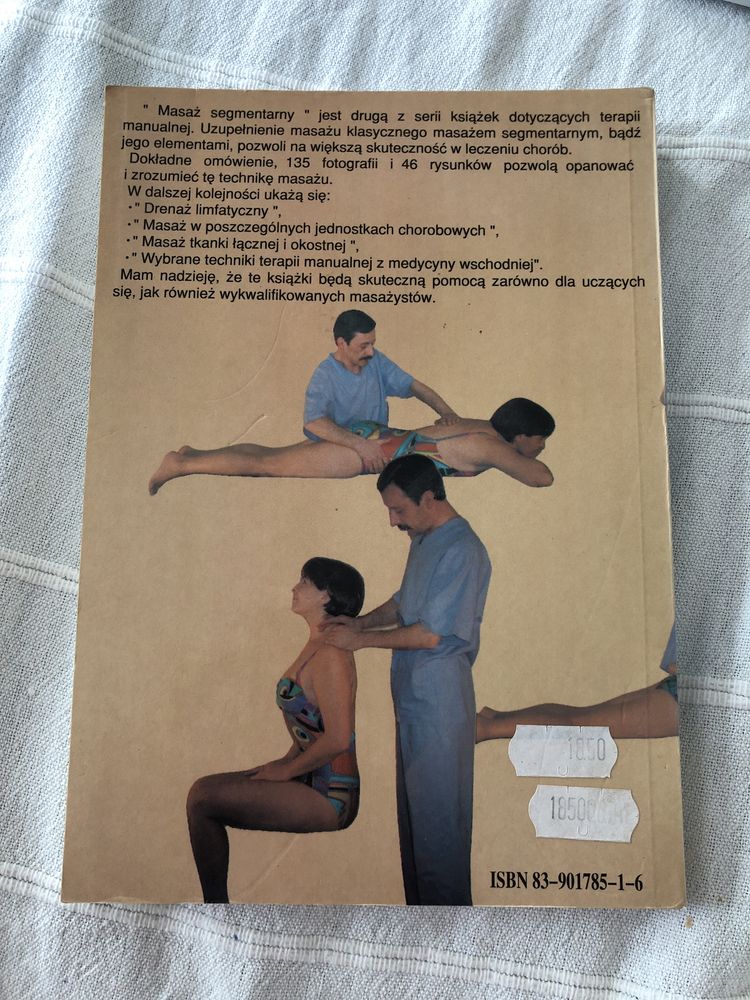 " Masaż segmentarny " jest drugą z serii książek dotyczących terapii
manualnej. Uzupełnienie masażu klasycznego masażem segmentarnym, bądź
jego elementami, pozwoli na większą skuteczność w leczeniu chorób.
Dokładne omówienie, 135 fotografii i 46 rysunków pozwolą opanować
i zrozumieć tę technikę masażu.
W dalszej kolejności ukażą się:
·" Drenaż limfatyczny ",
·" Masaż w poszczególnych jednostkach chorobowych ",
·" Masaż tkanki łącznej i okostnej ",
·" Wybrane techniki terapii manualnej z medycyny wschodniej".
Mam nadzieję, że te książki będą skuteczną pomocą zarówno dla uczących
się, jak również wykwalifikowanych masażystów.
1850
ISBN 83–901785–1–6